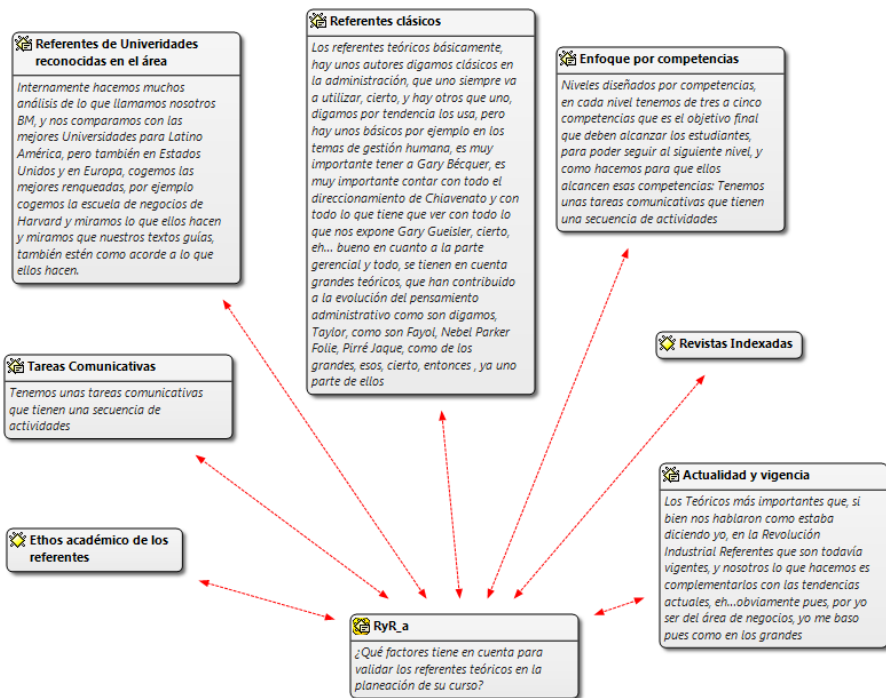 Referentes de Univeridades
reconocidas en el área
Internamente hacemos muchos
análisis de lo que llamamos nosotros
BM, y nos comparamos con las
mejores Universidades para Latino
América, pero también en Estados
Unidos y en Europa, cogemos las
mejores renqueadas, por ejemplo
cogemos la escuela de negocios de
Harvard y miramos lo que ellos hacen
y miramos que nuestros textos guías,
también estén como acorde a lo que
ellos hacen.
Referentes clásicos
Los referentes teóricos básicamente,
hay unos autores digamos clásicos en
la administración, que uno siempre va
a utilizar, cierto, y hay otros que uno,
digamos por tendencia los usa, pero
hay unos básicos por ejemplo en los
temas de gestión humana, es muy
importante tener a Gary Bécquer, es
muy importante contar con todo el
direccionamiento de Chiavenato y con
todo lo que tiene que ver con todo lo
que nos expone Gary Gueisler, cierto,
eh... bueno en cuanto a la parte
gerencial y todo, se tienen en cuenta
grandes teóricos, que han contribuido
a la evolución del pensamiento
administrativo como son digamos,
Taylor, como son Fayol, Nebel Parker
Folie, Pirré Jaque, como de los
grandes, esos, cierto, entonces , ya uno
parte de ellos
Enfoque por competencias
Niveles diseñados por competencias,
en cada nivel tenemos de tres a cinco
competencias que es el objetivo final
que deben alcanzar los estudiantes,
para poder seguir al siguiente nivel, y
como hacemos para que ellos
alcancen esas competencias: Tenemos
unas tareas comunicativas que tienen
una secuencia de actividades
Revistas Indexadas
Tareas Comunicativas
Tenemos unas tareas comunicativas
que tienen una secuencia de
actividades
Actualidad y vigencia
Los Teóricos más importantes que, si
bien nos hablaron como estaba
diciendo yo, en la Revolución
Industrial Referentes que son todavía
vigentes, y nosotros lo que hacemos es
complementarlos con las tendencias
actuales, eh...obviamente pues, por yo
ser del área de negocios, yo me baso
pues como en los grandes
Ethos académico de los
referentes
RyR_a
¿Qué factores tiene en cuenta para
validar los referentes teóricos en la
planeación de su curso?